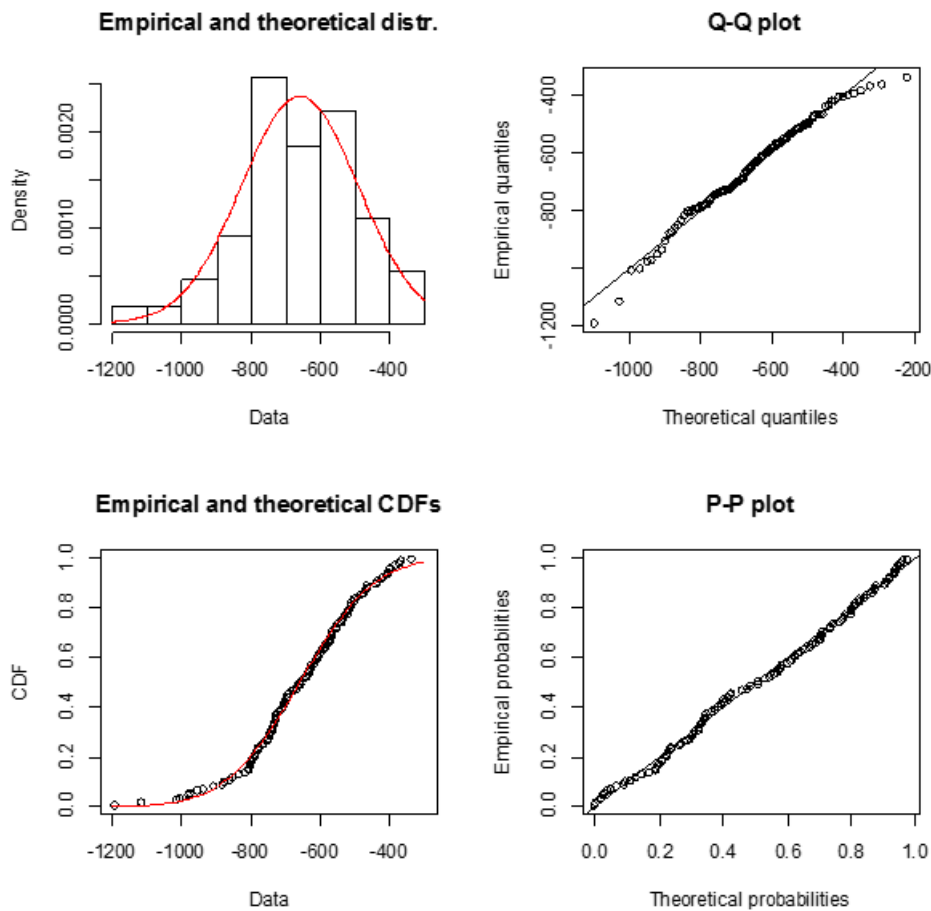 Empirical and theoretical distr.
Density
0.0000 0.0010 0.0020
-1200 -1000 -800 -600 -400
Data
Q-Q plot
Empirical quantiles
-1200 -800 -600 -400
-1000 -800 -600 -400 -200
Theoretical quantiles
Empirical and theoretical CDFs
CDF
0.0 0.2 0.4 0.6 0.8 1.0
-1200 -1000 -800 -600 -400
Data
P-P plot
Empirical probabilities
0.0 0.2 0.4 0.6 0.8 1.0
0.0 0.2 0.4 0.6 0.8 1.0
Theoretical probabilities